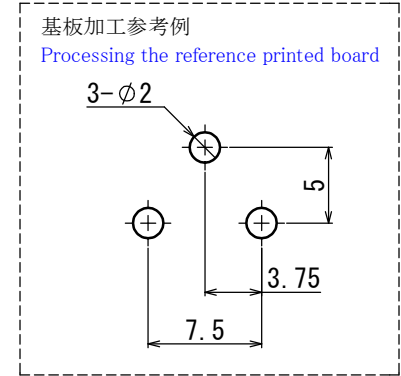 基板加工参考例
Processing the reference printed board
3-φ2
5
3.75
7.5